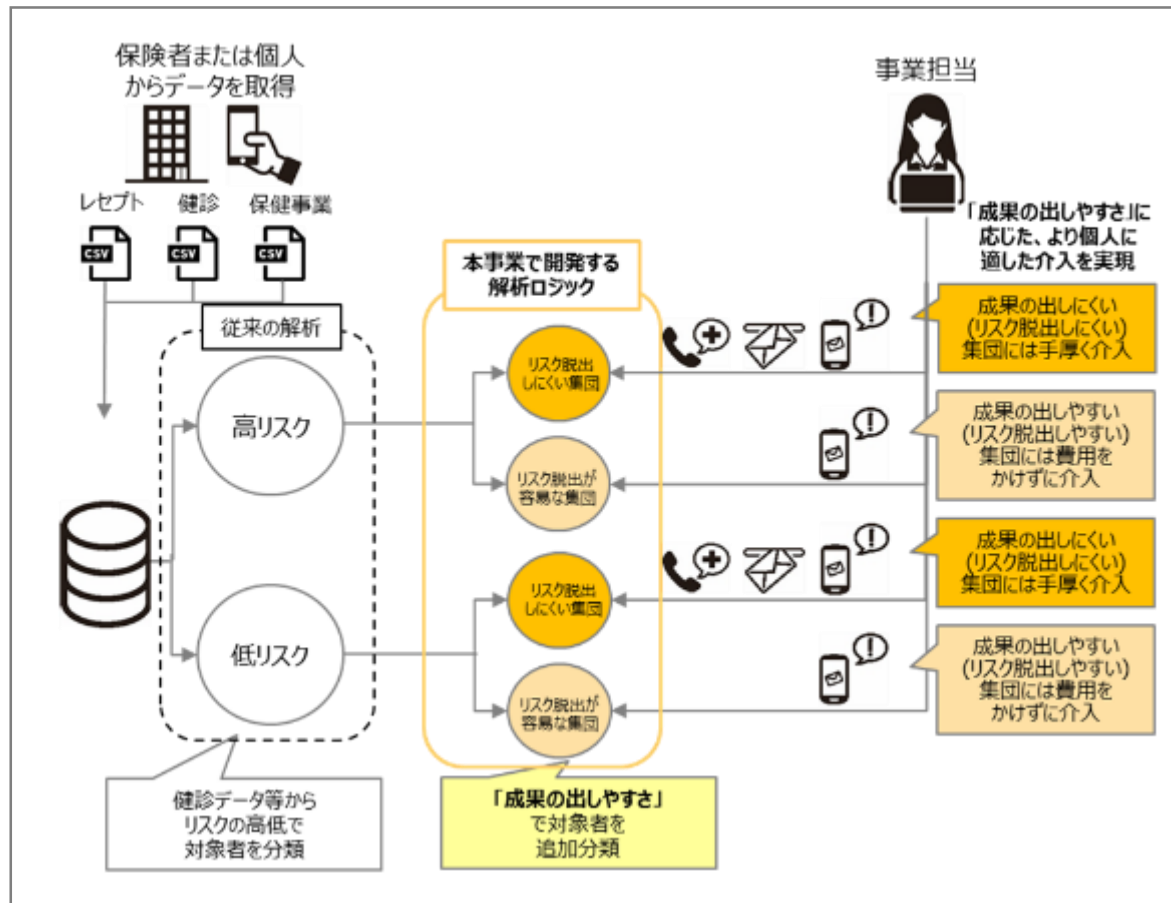 保険者または個人
からデータを取得
レセプト
健診
保健事業
CSV
CSV
CSV
従来の解析
高リスク
低リスク
健診データ等から
リスクの高低で
対象者を分類
本事業で開発する
解析ロジック
リスク脱出
しにくい集団
リスク脱出が
容易な集団
リスク脱出
しにくい集団
リスク脱出が
容易な集団
「成果の出しやすさ」
で対象者を
追加分類
事業担当
「成果の出しやすさ」に
応じた、より個人に
適した介入を実現
成果の出しにくい
(リスク脱出しにくい)
集団には手厚く介入
成果の出しやすい
(リスク脱出しやすい)
集団には費用を
かけずに介入
成果の出しにくい
(リスク脱出しにくい)
集団には手厚く介入
成果の出しやすい
(リスク脱出しやすい)
集団には費用を
かけずに介入